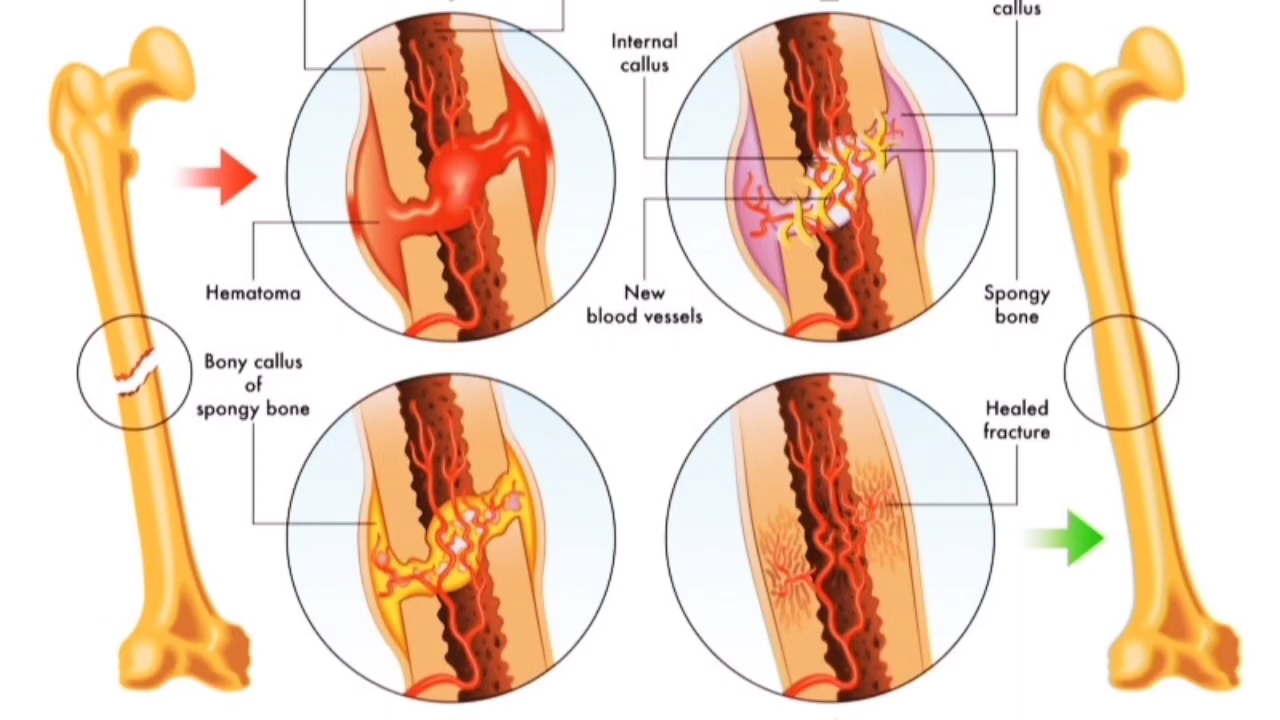 callus
Internal
callus
Hematoma
New
blood vessels
Spongy
bone
Bony callus
of
spongy bone
Healed
fracture